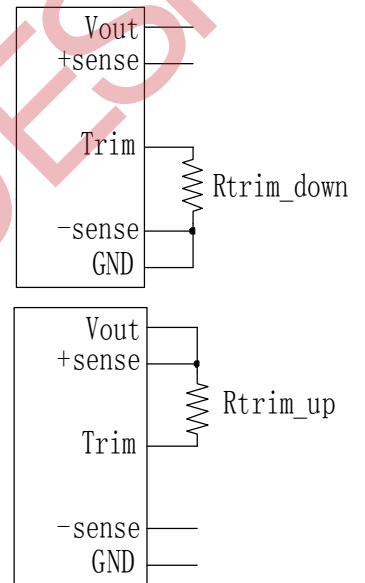 Vout
+sense
Trim
Rtrim_down
-sense
GND
Vout
+sense
Rtrim_up
Trim
-sense
GND